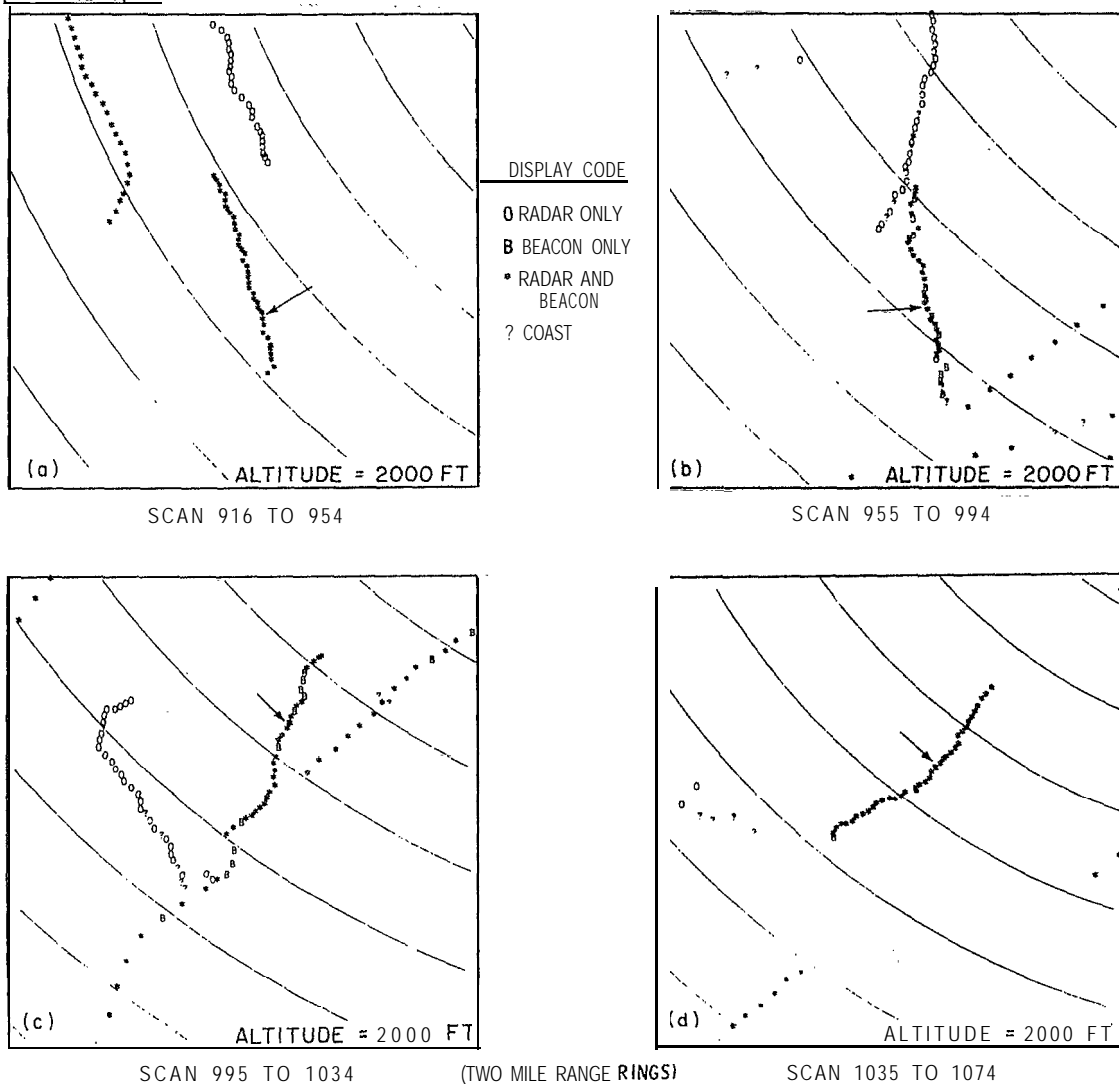 (a)
ALTITUDE = 2000 FT
SCAN 916 TO 954
DISPLAY CODE
0 RADAR ONLY
B BEACON ONLY
* RADAR AND
BEACON
? COAST
(b)
ALTITUDE = 2000 FT
SCAN 955 TO 994
(c)
ALTITUDE = 2000 FT
SCAN 995 TO 1034
(TWO MILE RANGE RINGS)
(d)
ALTITUDE = 2000 FT
SCAN 1035 TO 1074